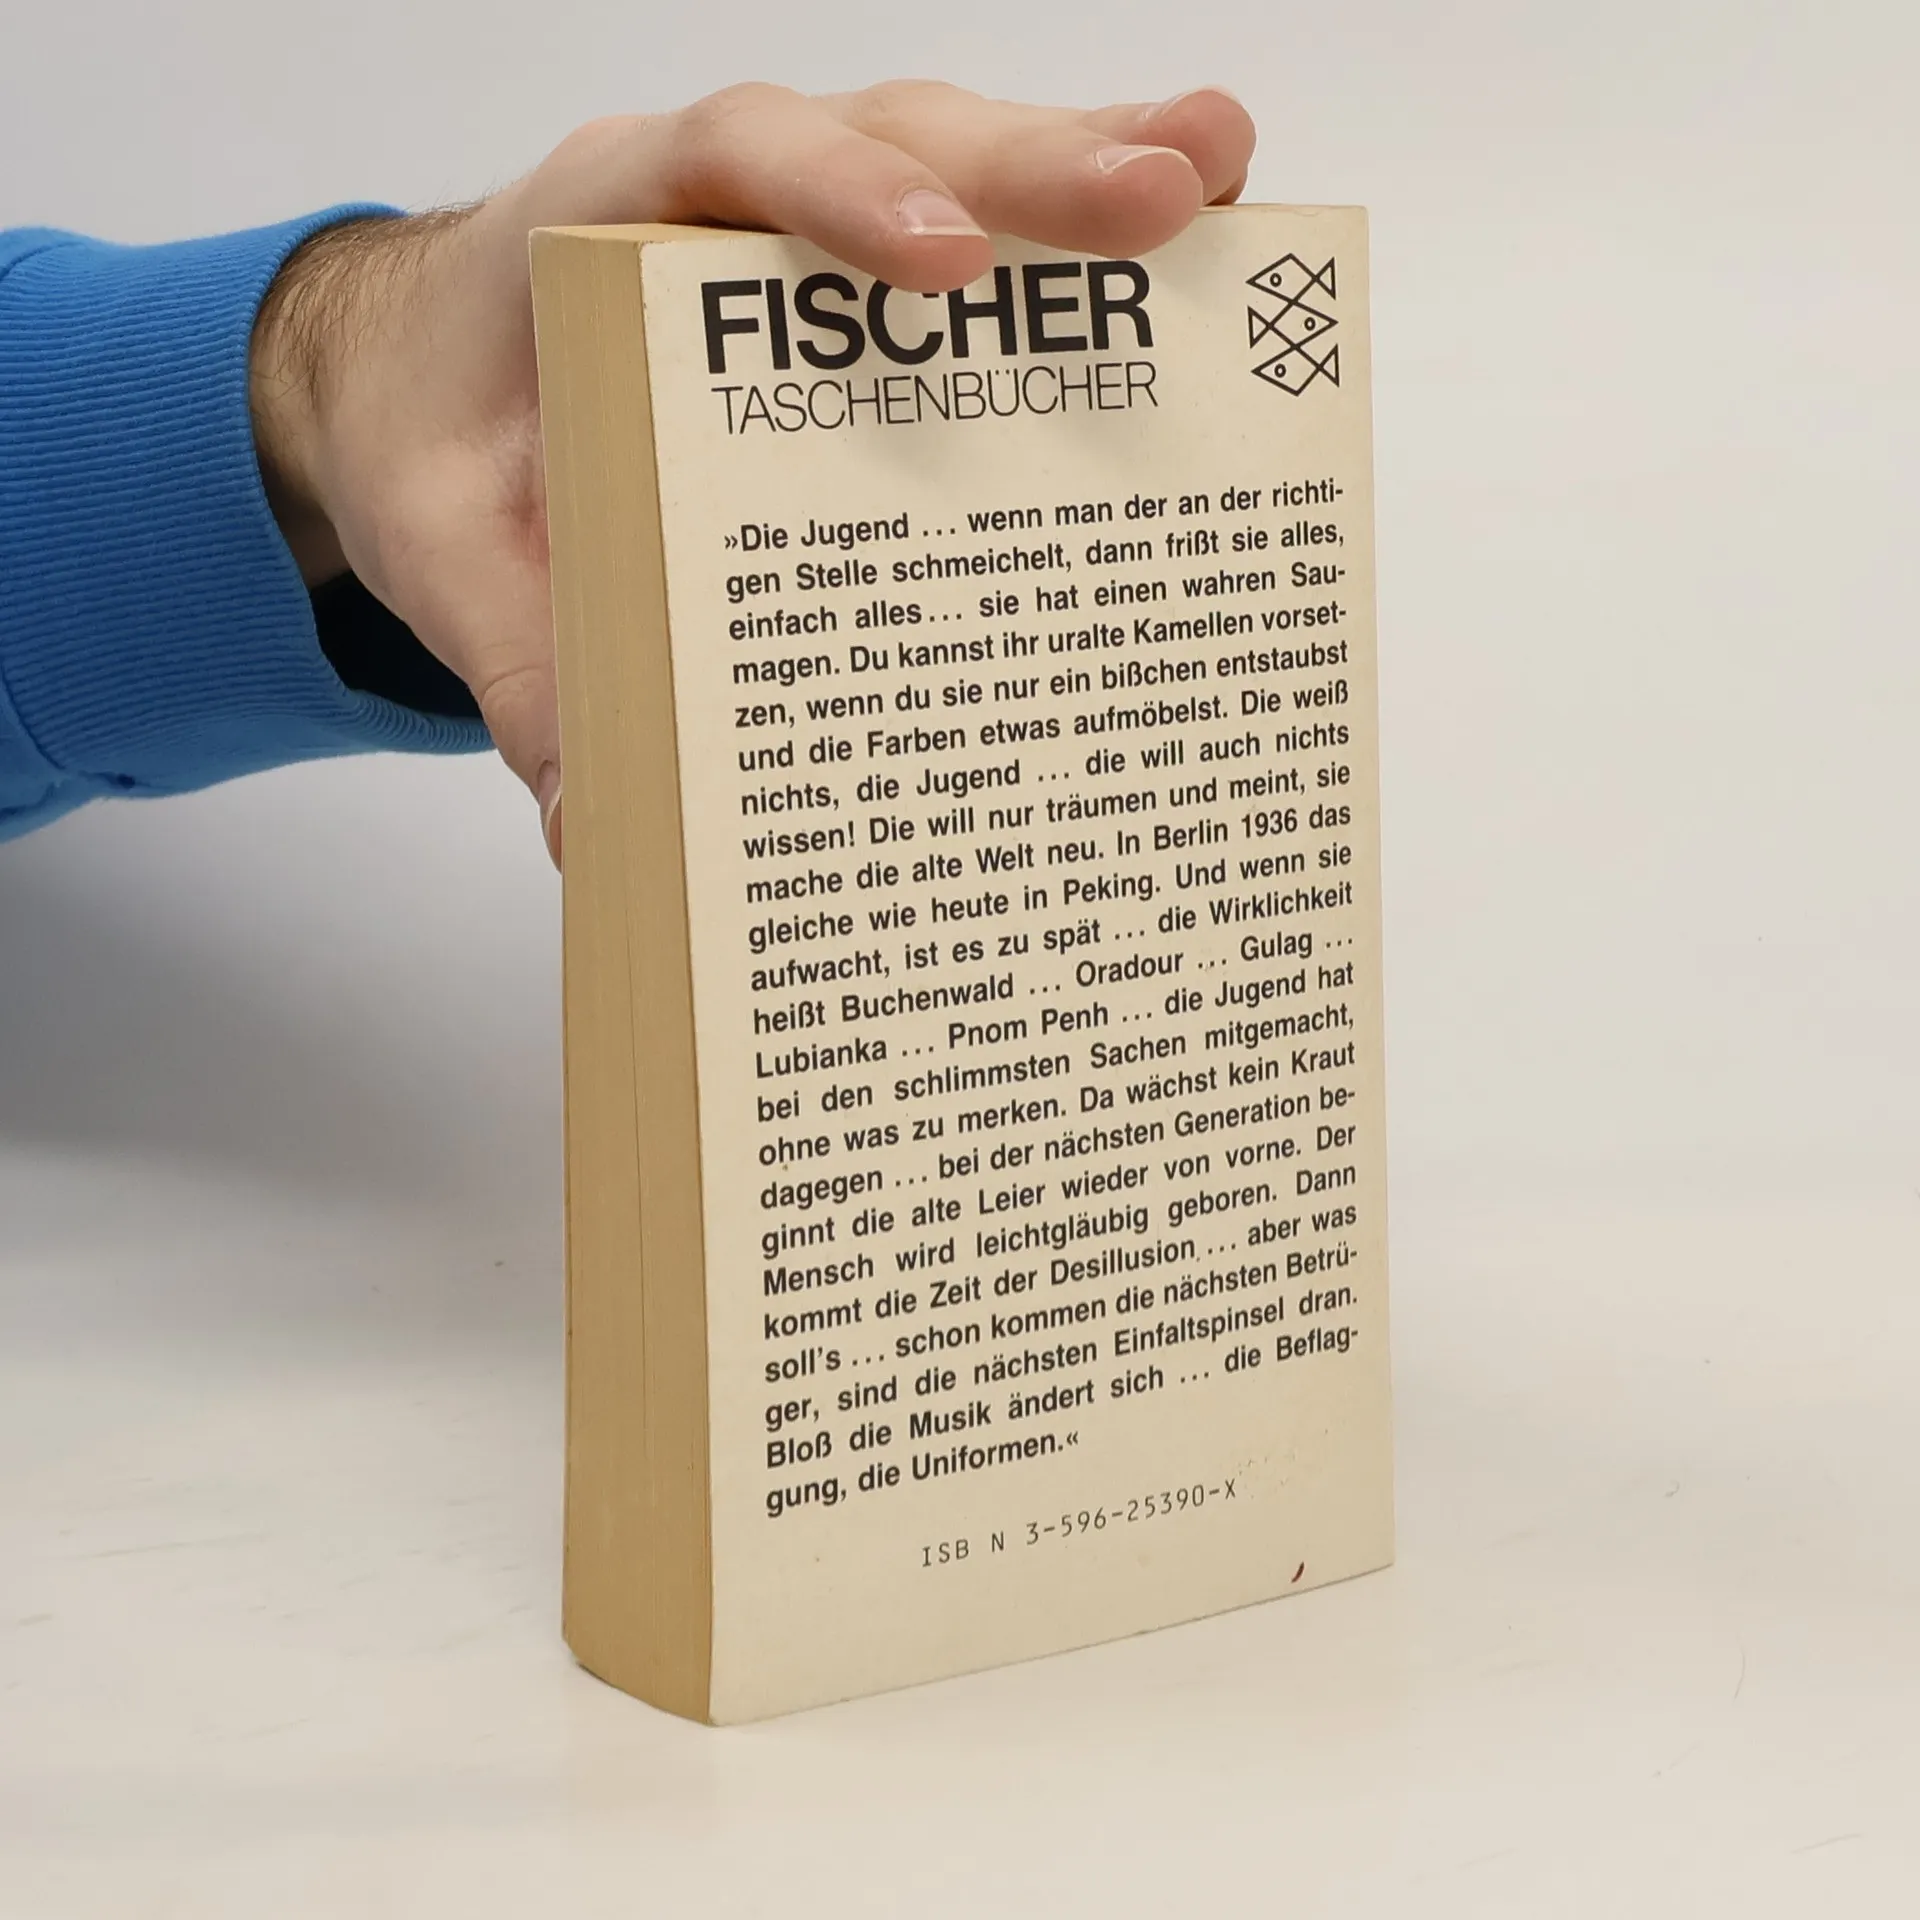 FISCHER
TASCHENBÜCHER
»Die Jugend ... wenn man der an der richti-
gen Stelle schmeichelt, dann frißt sie alles,
einfach alles... sie hat einen wahren Sau-
magen. Du kannst ihr uralte Kamellen vorset-
zen, wenn du sie nur ein bißchen entstaubst
und die Farben etwas aufmöbelst. Die weiß
nichts, die Jugend ... die will auch nichts
wissen! Die will nur träumen und meint, sie
mache die alte Welt neu. In Berlin 1936 das
gleiche wie heute in Peking. Und wenn sie
aufwacht, ist es zu spät ... die Wirklichkeit
heißt Buchenwald ... Oradour ... Gulag ...
Lubianka ... Pnom Penh ... die Jugend hat
bei den schlimmsten Sachen mitgemacht,
ohne was zu merken. Da wächst kein Kraut
dagegen ... bei der nächsten Generation be-
ginnt die alte Leier wieder von vorne. Der
Mensch wird leichtgläubig geboren. Dann
kommt die Zeit der Desillusion ... aber was
soll's ... schon kommen die nächsten Betrü-
ger, sind die nächsten Einfaltspinsel dran.
Bloß die Musik ändert sich ... die Beflag-
gung, die Uniformen.«
ISB N 3-596-25390-X